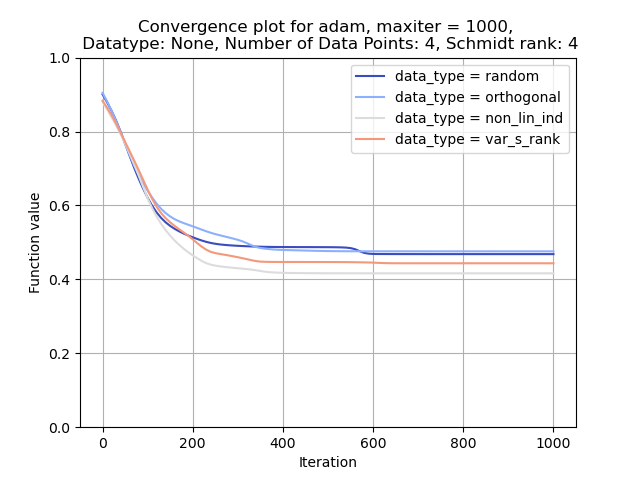 Convergence plot for adam, maxiter = 1000,
Datatype: None, Number of Data Points: 4, Schmidt rank: 4
1.0
0.8
0.6
0.4
0.2
0.0
Function value
data_type = random
data_type = orthogonal
data_type = non_lin_ind
data_type = var_s_rank
0 200 400 600 800 1000
Iteration